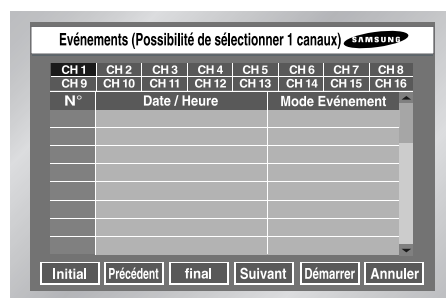 Evénements (Possibilité de sélectionner 1 canaux) SAMSUNG
CH 1 CH 2 CH 3 CH 4 CH 5 CH 6 CH 7 CH 8
CH 9 CH 10 CH 11 CH 12 CH 13 CH 14 CH 15 CH 16
N° Date / Heure Mode Evénement
Initial Précédent final Suivant Démarrer Annuler